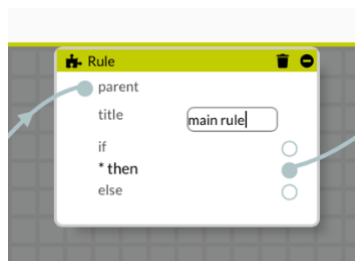 Rule
parent
title
main rule
if
* then
else